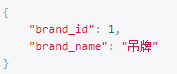 {
"brand_id": 1,
"brand_name": "吊牌"
}